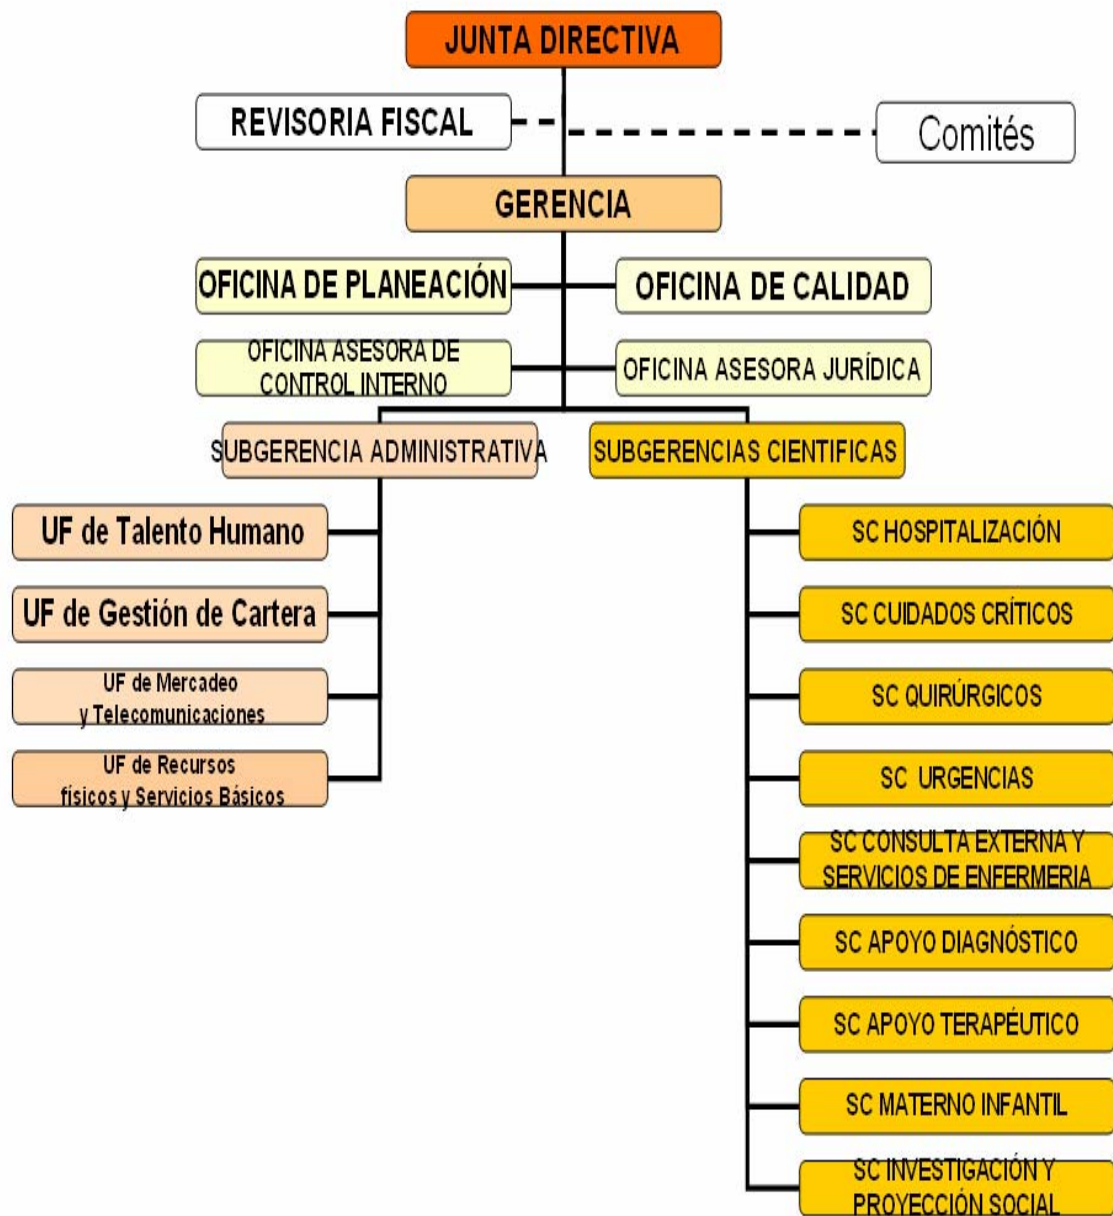 JUNTA DIRECTIVA
REVISORIA FISCAL
Comités
GERENCIA
OFICINA DE PLANEACIÓN
OFICINA DE CALIDAD
OFICINA ASESORA DE
CONTROL INTERNO
OFICINA ASESORA JURÍDICA
SUBGERENCIA ADMINISTRATIVA
SUBGERENCIAS CIENTIFICAS
UF de Talento Humano
UF de Gestión de Cartera
UF de Mercadeo
y Telecomunicaciones
UF de Recursos
físicos y Servicios Básicos
SC HOSPITALIZACIÓN
SC CUIDADOS CRÍTICOS
SC QUIRÚRGICOS
SC URGENCIAS
SC CONSULTA EXTERNA Y
SERVICIOS DE ENFERMERIA
SC APOYO DIAGNÓSTICO
SC APOYO TERAPÉUTICO
SC MATERNO INFANTIL
SC INVESTIGACIÓN Y
PROYECCIÓN SOCIAL